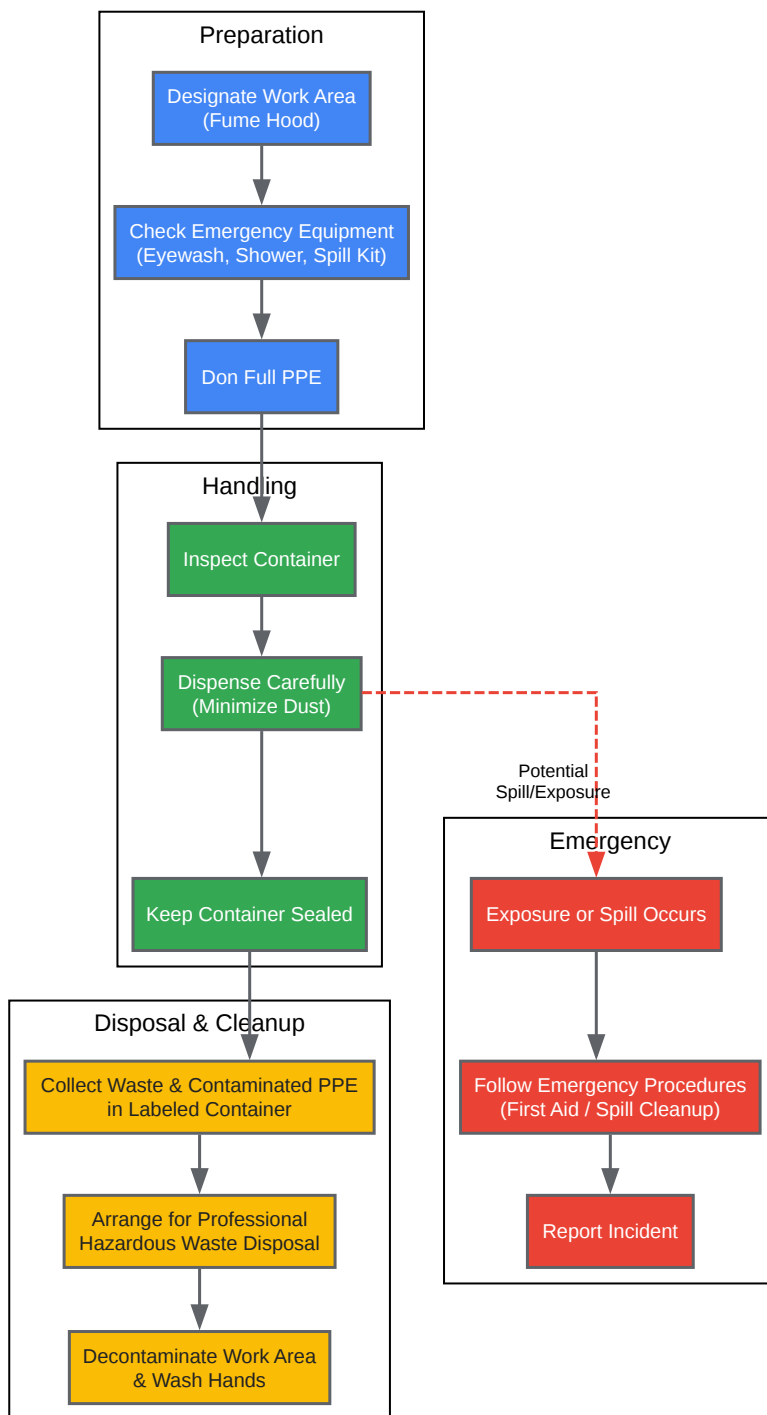 Preparation
Designate Work Area
(Fume Hood)
Check Emergency Equipment
(Eyewash, Shower, Spill Kit)
Don Full PPE
Handling
Inspect Container
Dispense Carefully
(Minimize Dust)
Keep Container Sealed
Potential
Spill/Exposure
Emergency
Exposure or Spill Occurs
Follow Emergency Procedures
(First Aid / Spill Cleanup)
Report Incident
Disposal & Cleanup
Collect Waste & Contaminated PPE
in Labeled Container
Arrange for Professional
Hazardous Waste Disposal
Decontaminate Work Area
& Wash Hands